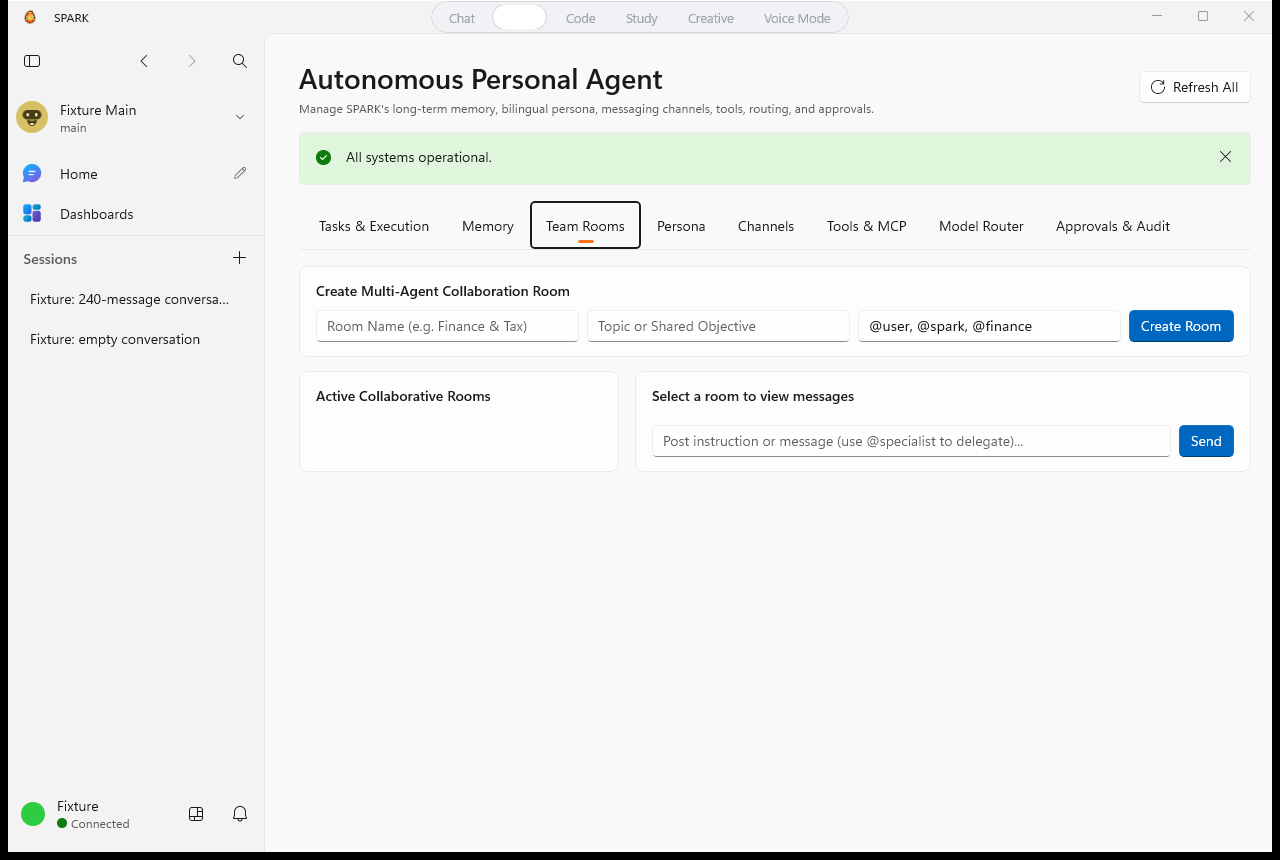 SPARK
Chat
Code
Study
Creative
Voice Mode
Fixture Main
main
Home
Dashboards
Sessions
Fixture: 240-message conversa...
Fixture: empty conversation
Fixture
Connected
Autonomous Personal Agent
Manage SPARK's long-term memory, bilingual persona, messaging channels, tools, routing, and approvals.
Refresh All
All systems operational.
Tasks & Execution
Memory
Team Rooms
Persona
Channels
Tools & MCP
Model Router
Approvals & Audit
Create Multi-Agent Collaboration Room
Room Name (e.g. Finance & Tax)
Topic or Shared Objective
@user, @spark, @finance
Create Room
Active Collaborative Rooms
Select a room to view messages
Post instruction or message (use @specialist to delegate)...
Send